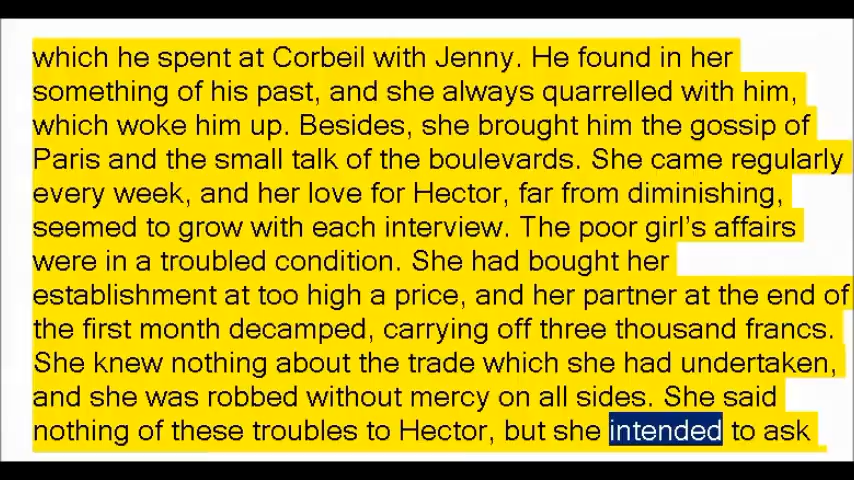 which he spent at Corbeil with Jenny. He found in her
something of his past, and she always quarrelled with him,
which woke him up. Besides, she brought him the gossip of
Paris and the small talk of the boulevards. She came regularly
every week, and her love for Hector, far from diminishing,
seemed to grow with each interview. The poor girl’s affairs
were in a troubled condition. She had bought her
establishment at too high a price, and her partner at the end of
the first month decamped, carrying off three thousand francs.
She knew nothing about the trade which she had undertaken,
and she was robbed without mercy on all sides. She said
nothing of these troubles to Hector, but she intended to ask